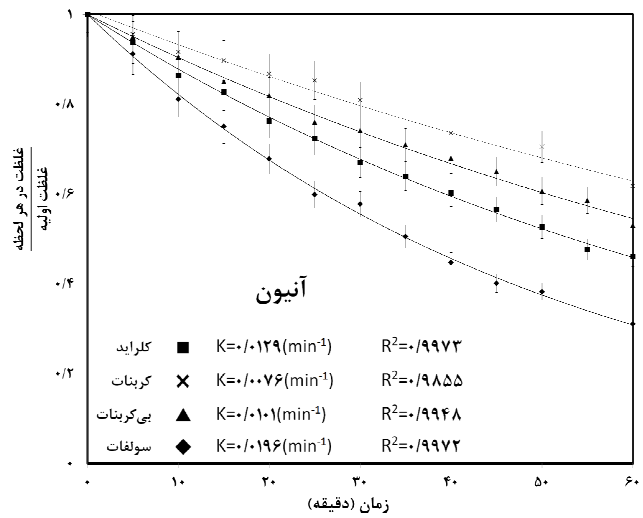 ۱
۰/۸
۰/۶
۰/۴
۰/۲
۰
غلظت در هر لحظه
غلظت اولیه
آنیون
کلراید K=۰/۰۱۲۹(min-1) R2=۰/۹۹۷۳
کربنات K=۰/۰۰۷۶(min-1) R2=۰/۹۸۵۵
بی‌کربنات K=۰/۰۱۰۱(min-1) R2=۰/۹۹۴۸
سولفات K=۰/۰۱۹۶(min-1) R2=۰/۹۹۷۲
۰ ۱۰ ۲۰ ۳۰ ۴۰ ۵۰ ۶۰
زمان (دقیقه)